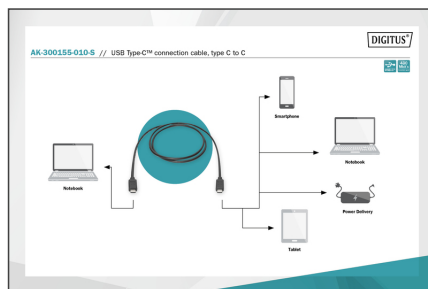 DIGITUS®
AK-300155-010-S // USB Type-C™ connection cable, type C to C
Smartphone
Notebook
Notebook
Power Delivery
Tablet